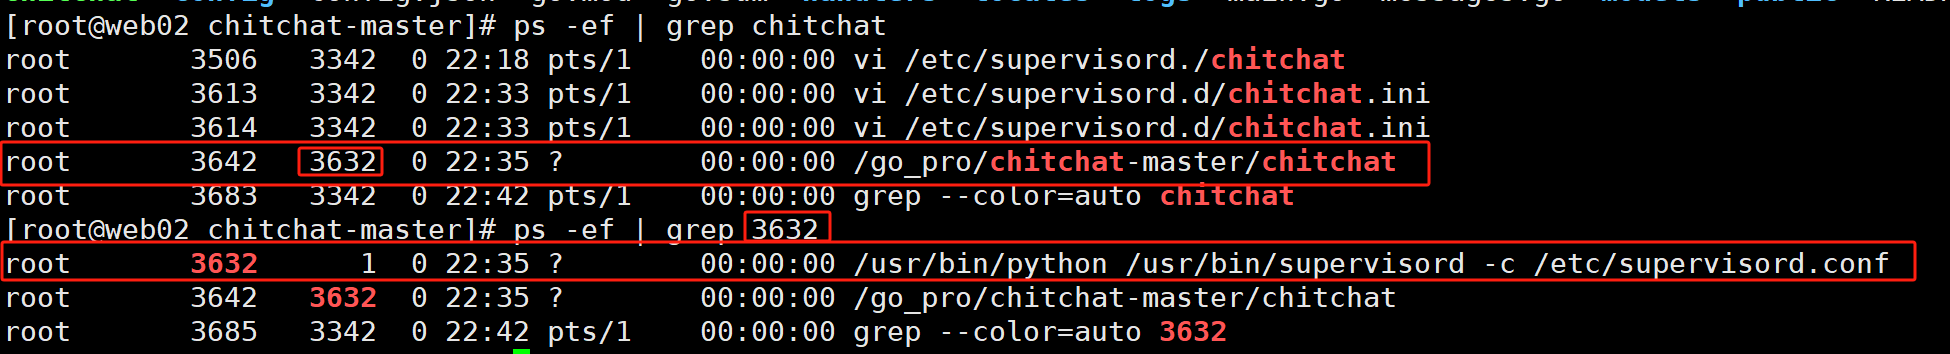 [root@web02 chitchat-master]# ps -ef | grep chitchat
root       3506   3342  0 22:18 pts/1    00:00:00 vi /etc/supervisord./chitchat
root       3613   3342  0 22:33 pts/1    00:00:00 vi /etc/supervisord.d/chitchat.ini
root       3614   3342  0 22:33 pts/1    00:00:00 vi /etc/supervisord.d/chitchat.ini
root       3642   3632  0 22:35 ?        00:00:00 /go_pro/chitchat-master/chitchat
root       3683   3342  0 22:42 pts/1    00:00:00 grep --color=auto chitchat
[root@web02 chitchat-master]# ps -ef | grep 3632
root       3632      1  0 22:35 ?        00:00:00 /usr/bin/python /usr/bin/supervisord -c /etc/supervisord.conf
root       3642   3632  0 22:35 ?        00:00:00 /go_pro/chitchat-master/chitchat
root       3685   3342  0 22:42 pts/1    00:00:00 grep --color=auto 3632